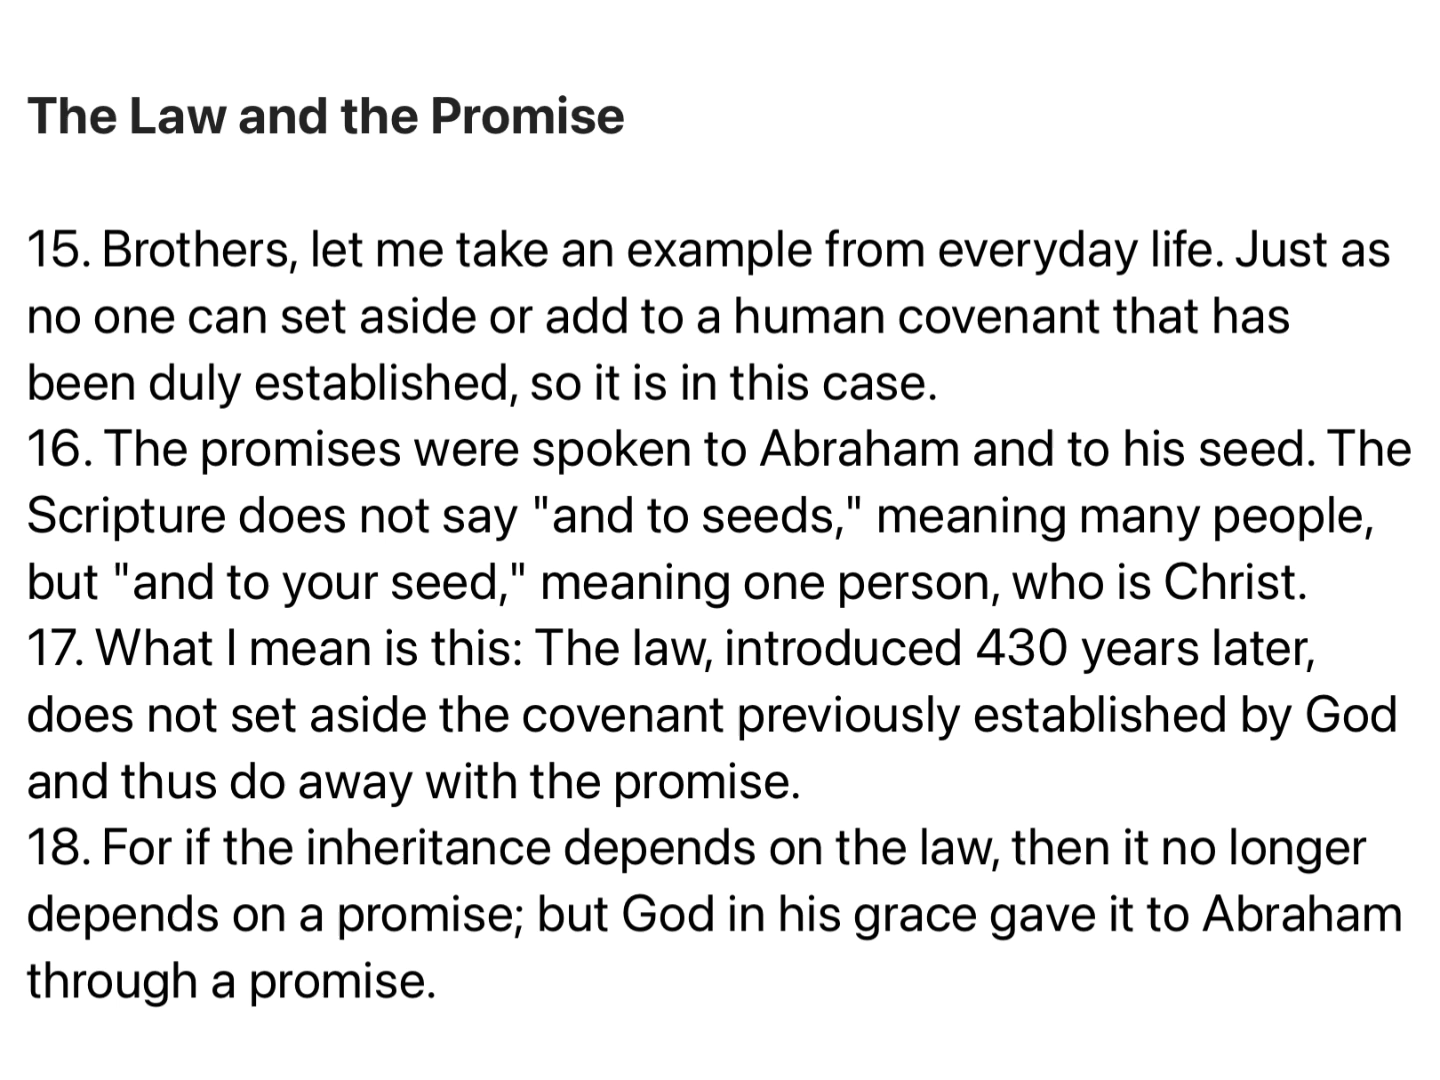 The Law and the Promise
15. Brothers, let me take an example from everyday life. Just as
no one can set aside or add to a human covenant that has
been duly established, so it is in this case.
16. The promises were spoken to Abraham and to his seed. The
Scripture does not say "and to seeds," meaning many people,
but "and to your seed," meaning one person, who is Christ.
17. What I mean is this: The law, introduced 430 years later,
does not set aside the covenant previously established by God
and thus do away with the promise.
18. For if the inheritance depends on the law, then it no longer
depends on a promise; but God in his grace gave it to Abraham
through a promise.